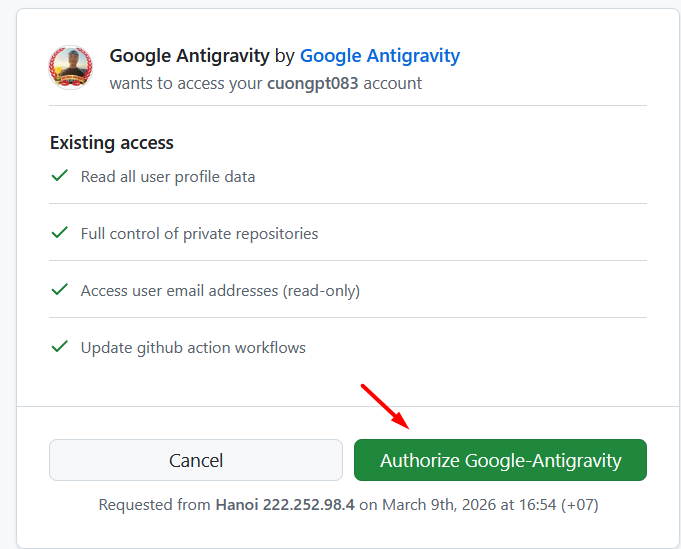 Google Antigravity by Google Antigravity
wants to access your cuongpt083 account
Existing access
Read all user profile data
Full control of private repositories
Access user email addresses (read-only)
Update github action workflows
Cancel
Authorize Google-Antigravity
Requested from Hanoi 222.252.98.4 on March 9th, 2026 at 16:54 (+07)